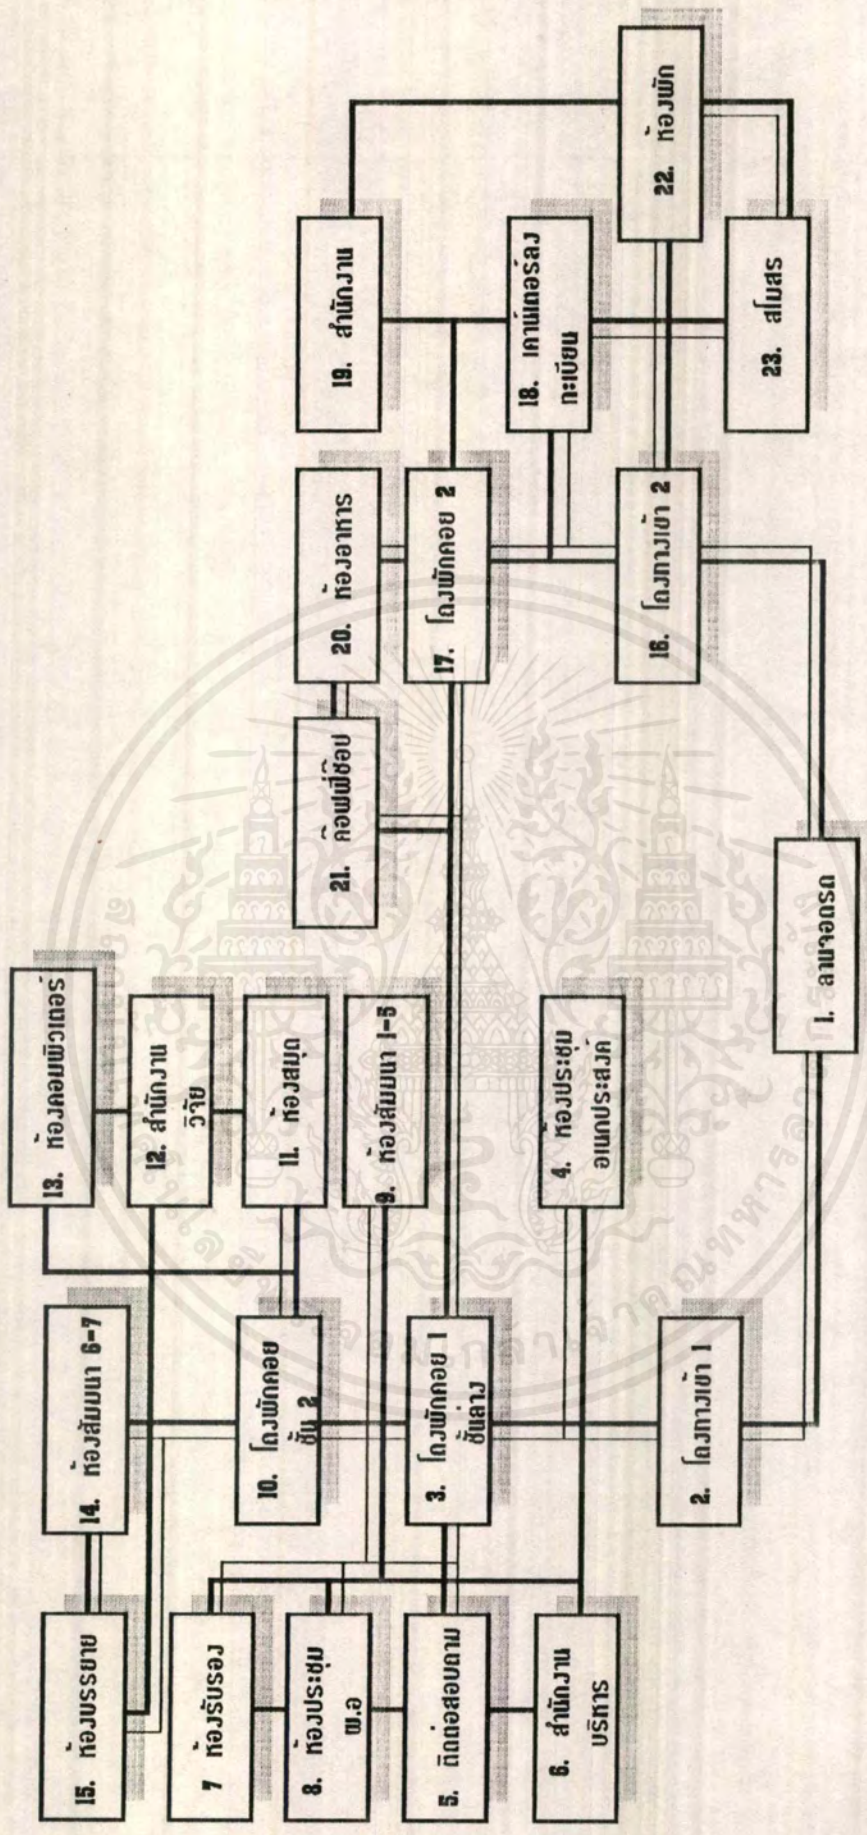 13. ห้องคอมพิวเตอร์
12. สำนักงาน
วิจัย
11. ห้องสมุด
9. ห้องสัมมนา 1-5
4. ห้องประชุม
อเนกประสงค์
14. ห้องสัมมนา 6-7
10. โถงพักคอย
ชั้น 2
3. โถงพักคอย 1
ชั้นล่าง
2. โถงทางเข้า 1
15. ห้องบรรยาย
7 ห้องรับรอง
8. ห้องประชุม
ผ.อ
5. ติดต่อสอบถาม
6. สำนักงาน
บริหาร
1. ลานจอดรถ
21. ค๊อฟฟี่ช๊อป
20. ห้องอาหาร
17. โถงพักคอย 2
16. โถงทางเข้า 2
19. สำนักงาน
18. เคาน์เตอร์ลง
ทะเบียน
23. สโมสร
22. ห้องพัก